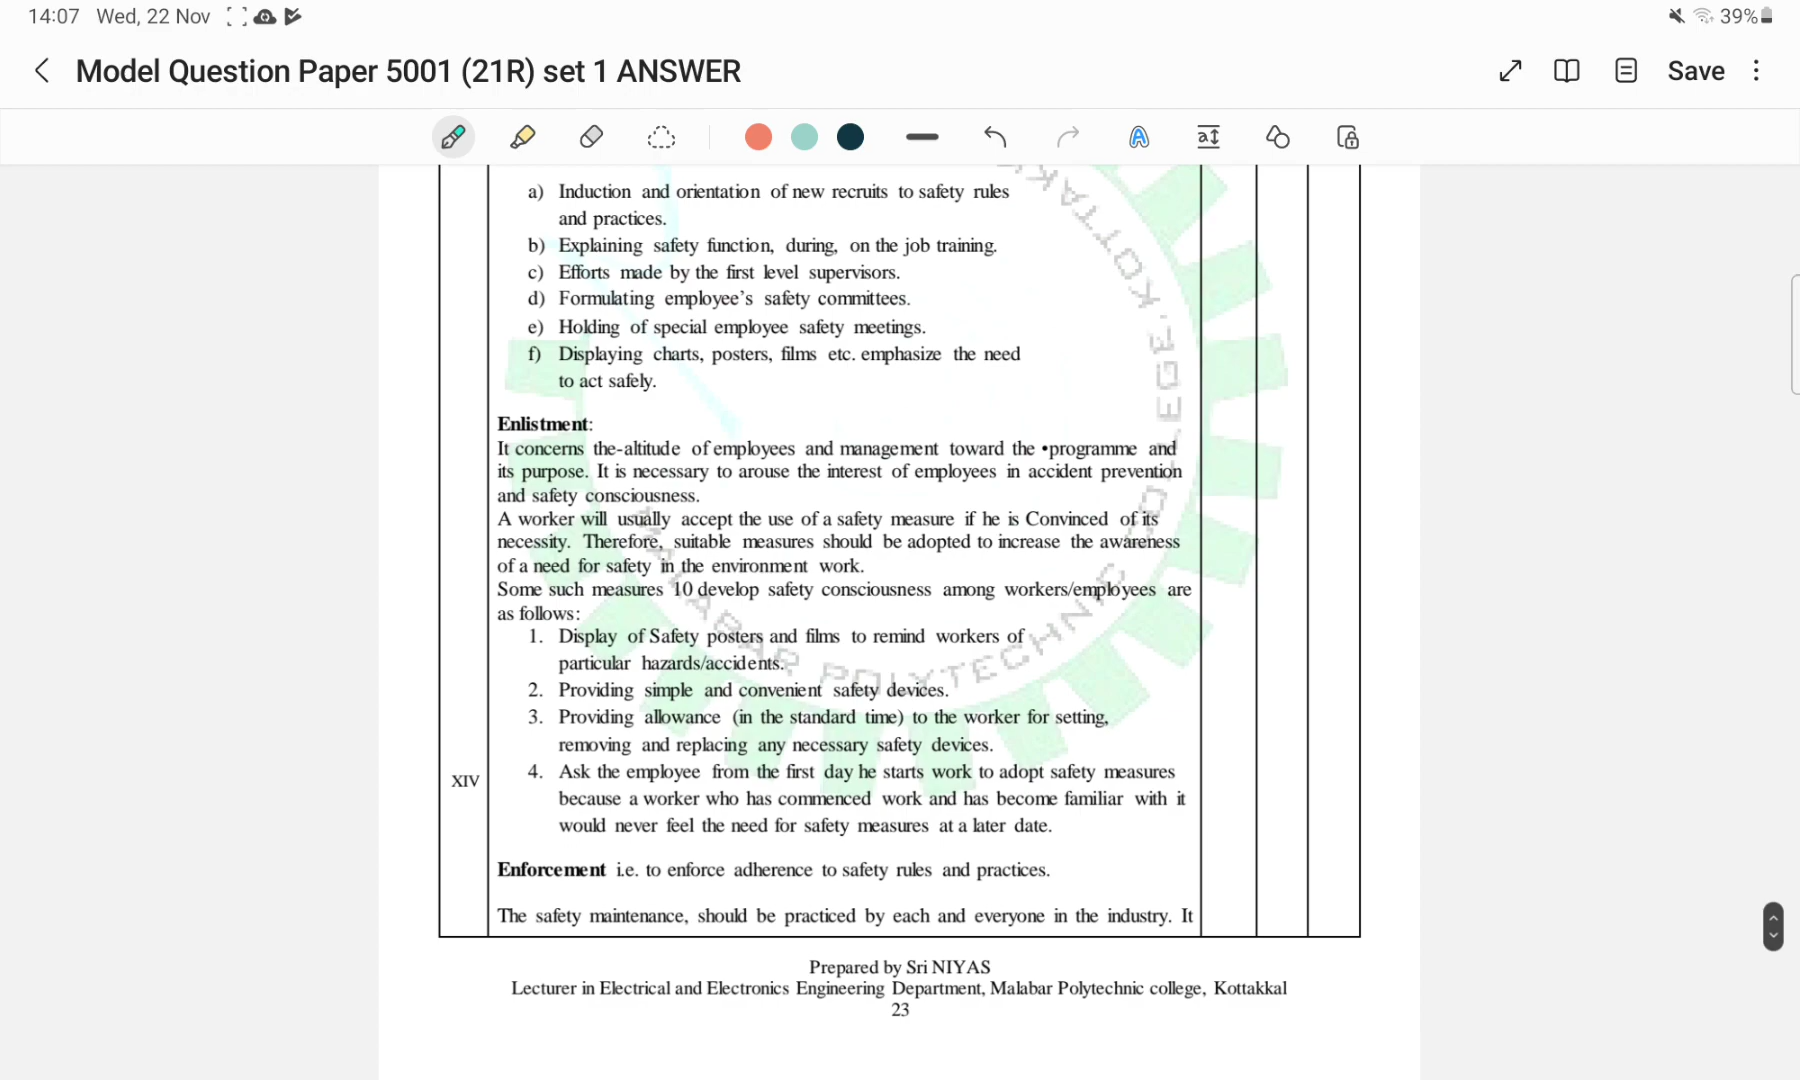 14:07 Wed, 22 Nov
39%
Model Question Paper 5001 (21R) set 1 ANSWER
Save
a) Induction and orientation of new recruits to safety rules
and practices.
b) Explaining safety function, during, on the job training.
c) Efforts made by the first level supervisors.
d) Formulating employee's safety committees.
e) Holding of special employee safety meetings.
f) Displaying charts, posters, films etc. emphasize the need
to act safely.
Enlistment:
It concerns the-altitude of employees and management toward the •programme and
its purpose. It is necessary to arouse the interest of employees in accident prevention
and safety consciousness.
A worker will usually accept the use of a safety measure if he is Convinced of its
necessity. Therefore, suitable measures should be adopted to increase the awareness
of a need for safety in the environment work.
Some such measures 10 develop safety consciousness among workers/employees are
as follows:
1. Display of Safety posters and films to remind workers of
particular hazards/accidents.
2. Providing simple and convenient safety devices.
3. Providing allowance (in the standard time) to the worker for setting,
removing and replacing any necessary safety devices.
XIV
4. Ask the employee from the first day he starts work to adopt safety measures
because a worker who has commenced work and has become familiar with it
would never feel the need for safety measures at a later date.
Enforcement i.e. to enforce adherence to safety rules and practices.
The safety maintenance, should be practiced by each and everyone in the industry. It
MALABAR POLYTECHNIC
Prepared by Sri NIYAS
Lecturer in Electrical and Electronics Engineering Department, Malabar Polytechnic college, Kottakkal
23